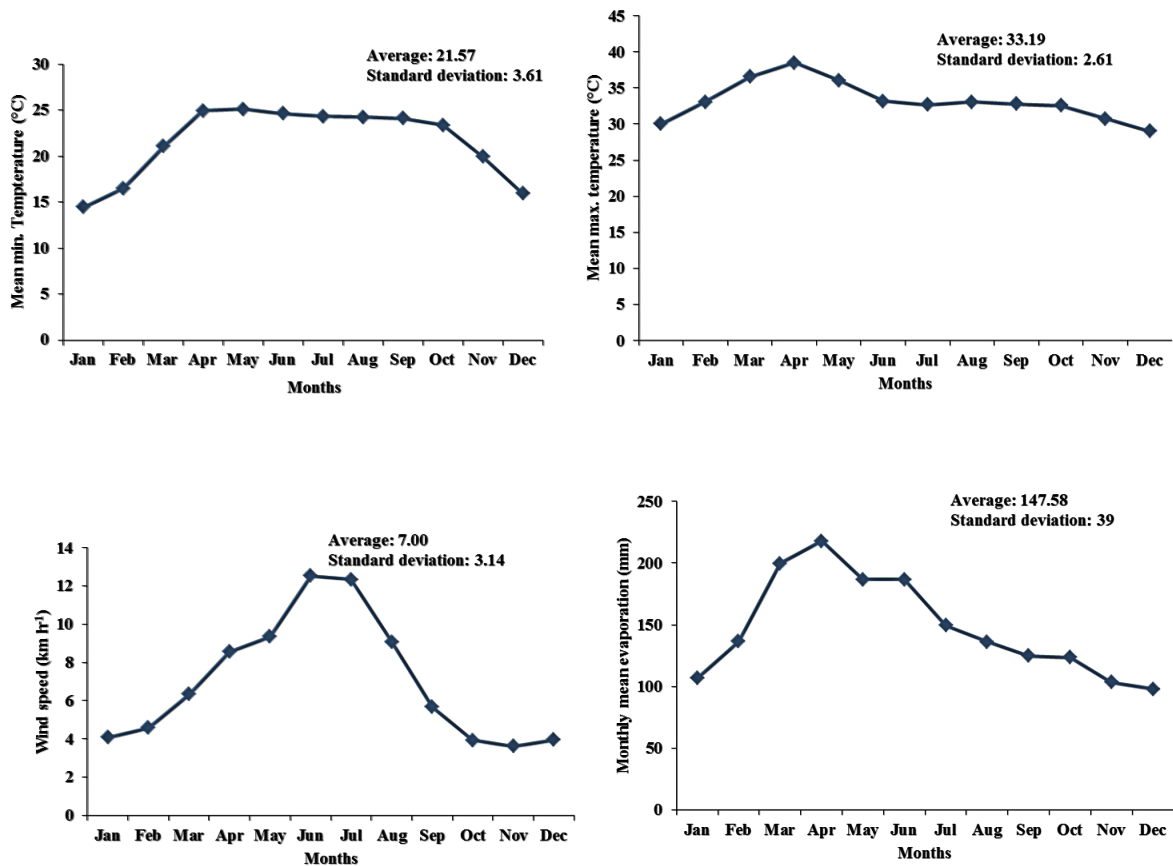 Average: 21.57
Standard deviation: 3.61
Mean min. Tempterature (°C)
30
25
20
15
10
5
0
Jan Feb Mar Apr May Jun Jul Aug Sep Oct Nov Dec
Months
Average: 33.19
Standard deviation: 2.61
Mean max. temperature (°C)
45
40
35
30
25
20
15
10
5
0
Jan Feb Mar Apr May Jun Jul Aug Sep Oct Nov Dec
Months
Average: 7.00
Standard deviation: 3.14
Wind speed (km hr¹)
14
12
10
8
6
4
2
0
Jan Feb Mar Apr May Jun Jul Aug Sep Oct Nov Dec
Months
Average: 147.58
Standard deviation: 39
Monthly mean evaporation (mm)
250
200
150
100
50
0
Jan Feb Mar Apr May Jun Jul Aug Sep Oct Nov Dec
Months